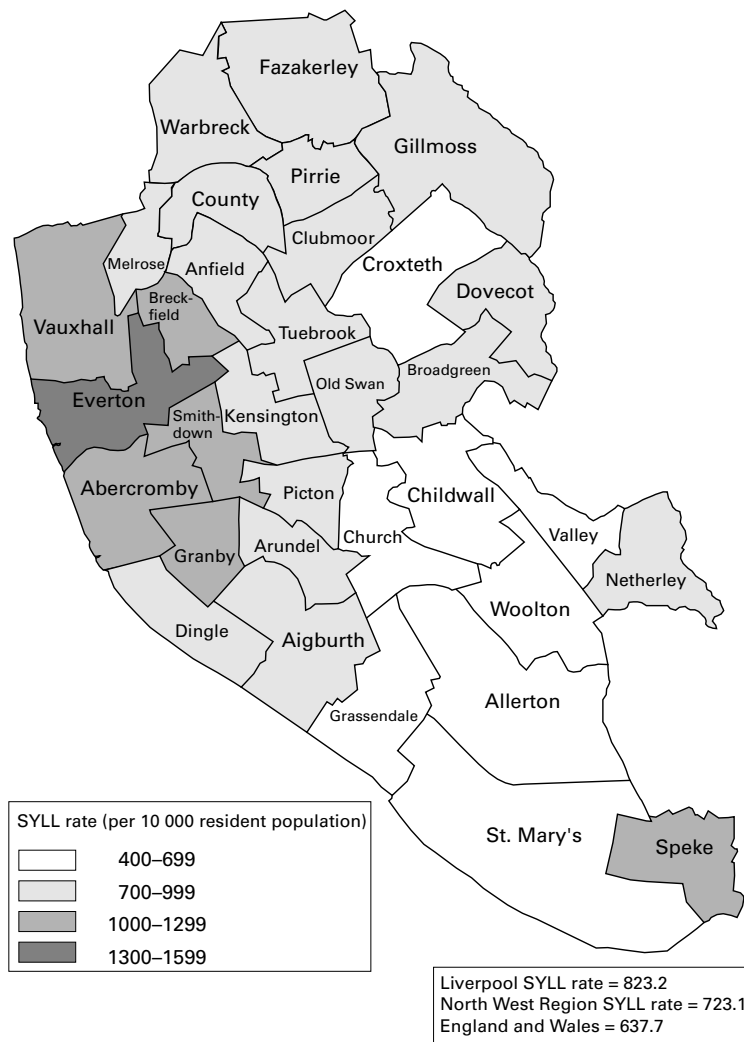 Fazakerley
Warbreck
Gillmoss
Pirrie
County
Clubmoor
Melrose
Anfield
Croxteth
Dovecot
Breck-
field
Vauxhall
Tuebrook
Old Swan
Broadgreen
Everton
Smith-
down
Kensington
Abercromby
Picton
Childwall
Church
Valley
Granby
Arundel
Netherley
Woolton
Dingle
Aigburth
Grassendale
Allerton
St. Mary's
Speke
SYLL rate (per 10 000 resident population)
400–699
700–999
1000–1299
1300–1599
Liverpool SYLL rate = 823.2
North West Region SYLL rate = 723.1
England and Wales = 637.7